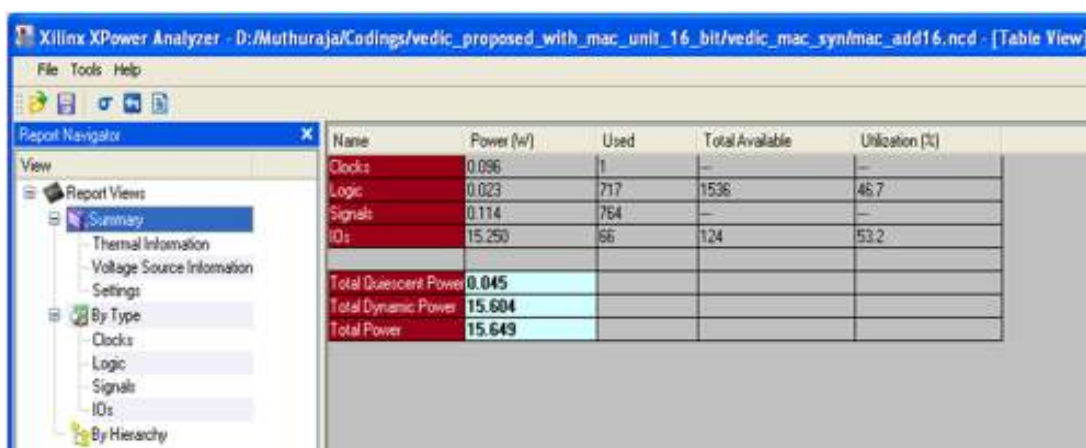 Xilinx XPower Analyzer - D:/Muthuraja/Codings/vedic_proposed_with_mac_unit_16_bit/vedic_mac_syn/mac_add16.ncd - [Table View]
File Tools Help
Report Navigator X
View
Report Views
Summary
Thermal Information
Voltage Source Information
Settings
By Type
Clocks
Logic
Signals
IOs
By Hierarchy
Name Power (W) Used Total Available Utilization (%)
Clocks 0.096 1 --- ---
Logic 0.023 717 1536 46.7
Signals 0.114 764 --- ---
IOs 15.250 66 124 53.2
Total Quiescent Power 0.045
Total Dynamic Power 15.604
Total Power 15.649